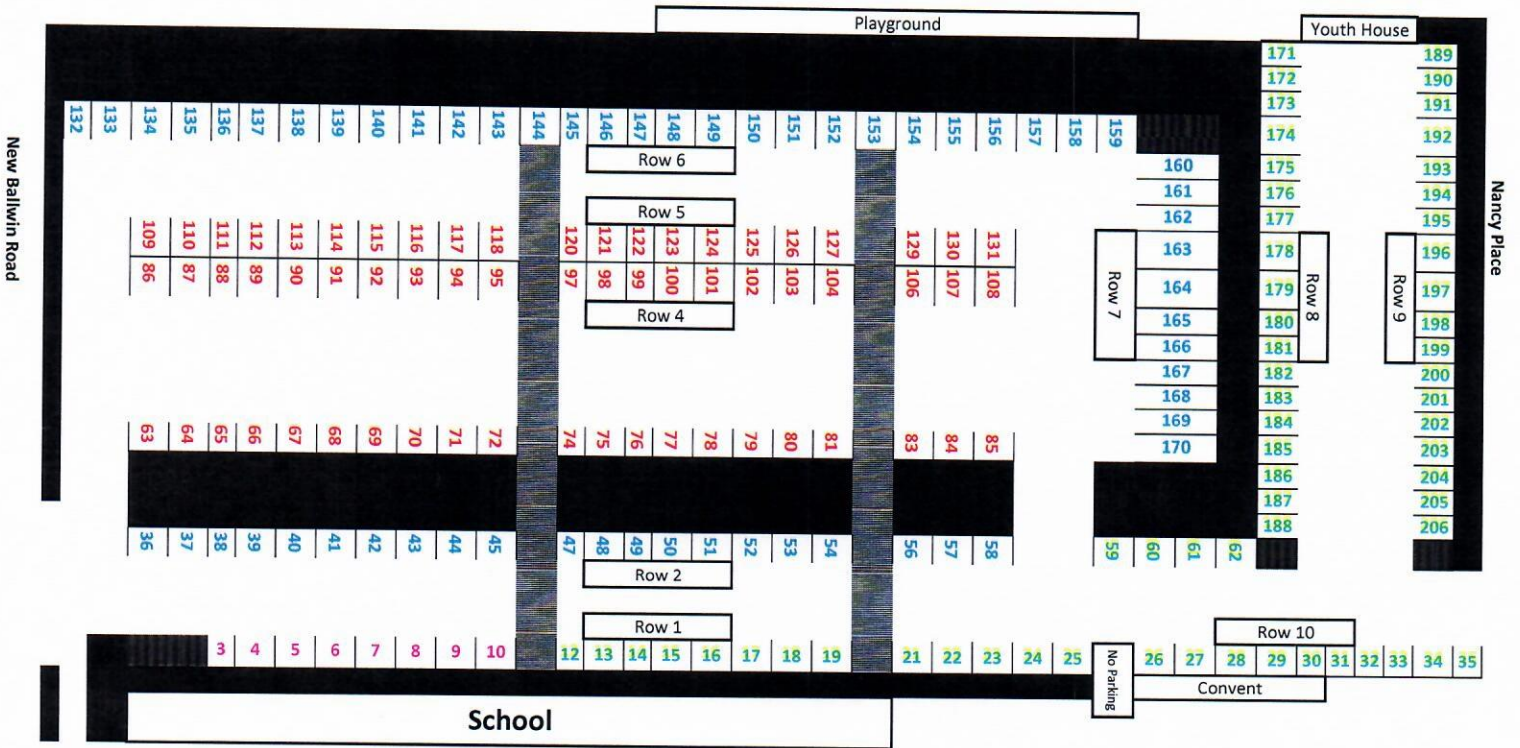 Playground
Youth House
171 189
172 190
173 191
132 133 134 135 136 137 138 139 140 141 142 143 144 145 146 147 148 149 150 151 152 153 154 155 156 157 158 159
174 192
Row 6
160 175 193
161 176 194
162 177 195
New Ballwin Road
Nancy Place
Row 5
109 110 111 112 113 114 115 116 117 118 120 121 122 123 124 125 126 127 129 130 131
163 178 196
86 87 88 89 90 91 92 93 94 95 97 98 99 100 101 102 103 104 106 107 108
Row 4
Row 7
Row 8
Row 9
164 179 197
165 180 198
166 181 199
167 182 200
168 183 201
169 184 202
170 185 203
63 64 65 66 67 68 69 70 71 72 74 75 76 77 78 79 80 81 83 84 85
186 204
187 205
188 206
36 37 38 39 40 41 42 43 44 45 47 48 49 50 51 52 53 54 56 57 58 59 60 61 62
Row 2
Row 1
Row 10
3 4 5 6 7 8 9 10 12 13 14 15 16 17 18 19 21 22 23 24 25 No Parking 26 27 28 29 30 31 32 33 34 35
Convent
School